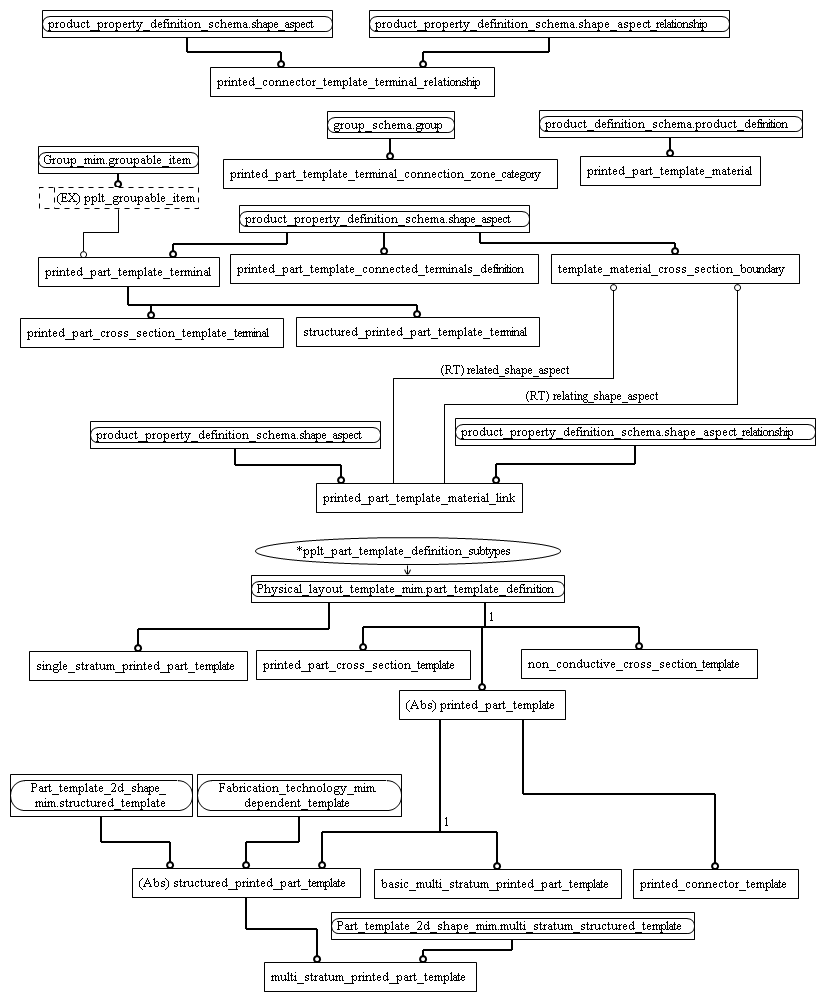 product_property_definition_schema.shape_aspect
product_property_definition_schema.shape_aspect_relationship
printed_connector_template_terminal_relationship
group_schema.group
product_definition_schema.product_definition
Group_mim.groupable_item
printed_part_template_terminal_connection_zone_category
printed_part_template_material
(EX) pplt_groupable_item
product_property_definition_schema.shape_aspect
printed_part_template_terminal
printed_part_template_connected_terminals_definition
template_material_cross_section_boundary
printed_part_cross_section_template_terminal
structured_printed_part_template_terminal
(RT) related_shape_aspect
(RT) relating_shape_aspect
product_property_definition_schema.shape_aspect
product_property_definition_schema.shape_aspect_relationship
printed_part_template_material_link
*pplt_part_template_definition_subtypes
Physical_layout_template_mim.part_template_definition
1
single_stratum_printed_part_template
printed_part_cross_section_template
non_conductive_cross_section_template
(Abs) printed_part_template
Part_template_2d_shape_
mim.structured_template
Fabrication_technology_mim.
dependent_template
1
(Abs) structured_printed_part_template
basic_multi_stratum_printed_part_template
printed_connector_template
Part_template_2d_shape_mim.multi_stratum_structured_template
multi_stratum_printed_part_template